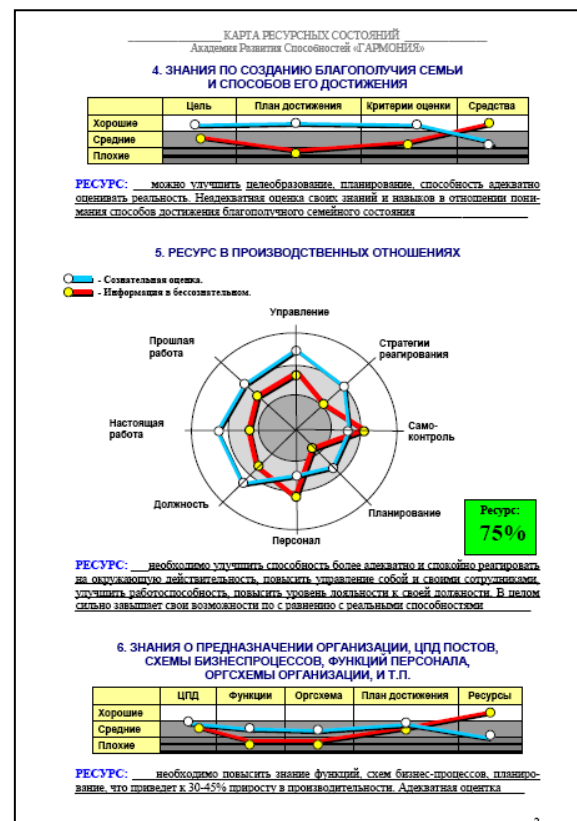 КАРТА РЕСУРСНЫХ СОСТОЯНИЙ
Академия Развития Способностей «ГАРМОНИЯ»
4. ЗНАНИЯ ПО СОЗДАНИЮ БЛАГОПОЛУЧИЯ СЕМЬИ
И СПОСОБОВ ЕГО ДОСТИЖЕНИЯ
Цель План достижения Критерии оценки Средства
Хорошие
Средние
Плохие
РЕСУРС: можно улучшить целеобразование, планирование, способность адекватно
оценивать реальность. Неадекватная оценка своих знаний и навыков в отношении пони-
мания способов достижения благополучного семейного состояния
5. РЕСУРС В ПРОИЗВОДСТВЕННЫХ ОТНОШЕНИЯХ
- Сознательная оценка.
- Информация в бессознательном.
Управление
Прошлая
работа
Стратегии
реагирования
Настоящая
работа
Само-
контроль
Должность
Планирование
Персонал
Ресурс:
75%
РЕСУРС: необходимо улучшить способность более адекватно и спокойно реагировать
на окружающую действительность, повысить управление собой и своими сотрудниками,
улучшить работоспособность, повысить уровень лояльности к своей должности. В целом
сильно завышает свои возможности по с равнению с реальными способностями
6. ЗНАНИЯ О ПРЕДНАЗНАЧЕНИИ ОРГАНИЗАЦИИ, ЦПД ПОСТОВ,
СХЕМЫ БИЗНЕСПРОЦЕССОВ, ФУНКЦИЙ ПЕРСОНАЛА,
ОРГСХЕМЫ ОРГАНИЗАЦИИ, И Т.П.
ЦПД Функции Оргсхема План достижения Ресурсы
Хорошие
Средние
Плохие
РЕСУРС: необходимо повысить знание функций, схем бизнес-процессов, планиро-
вание, что приведет к 30-45% приросту в производительности. Адекватная оцентка